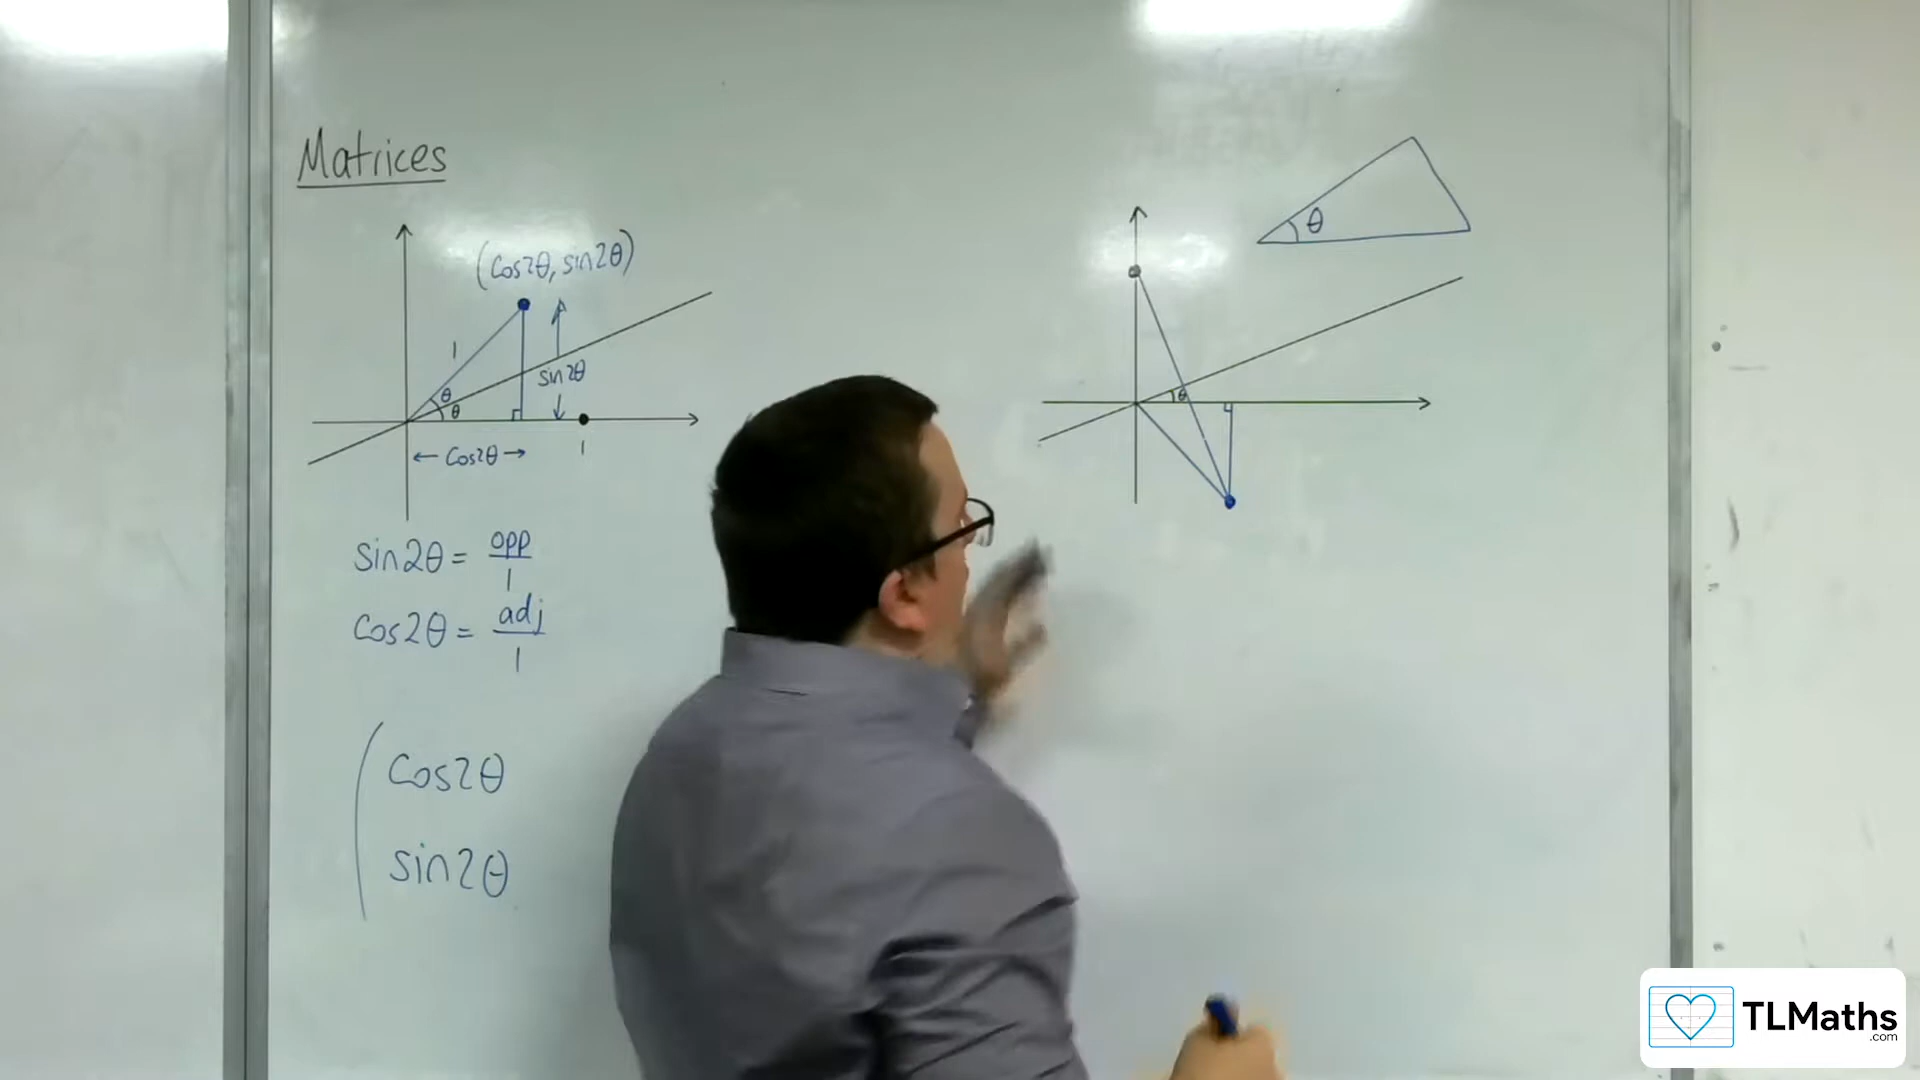 Matrices
(cos2θ, sin2θ)
1
θ
θ
sin2θ
← cos2θ →
1
sin2θ = opp/1
cos2θ = adj/1
( cos2θ
sin2θ
θ
θ
TLMaths
.com